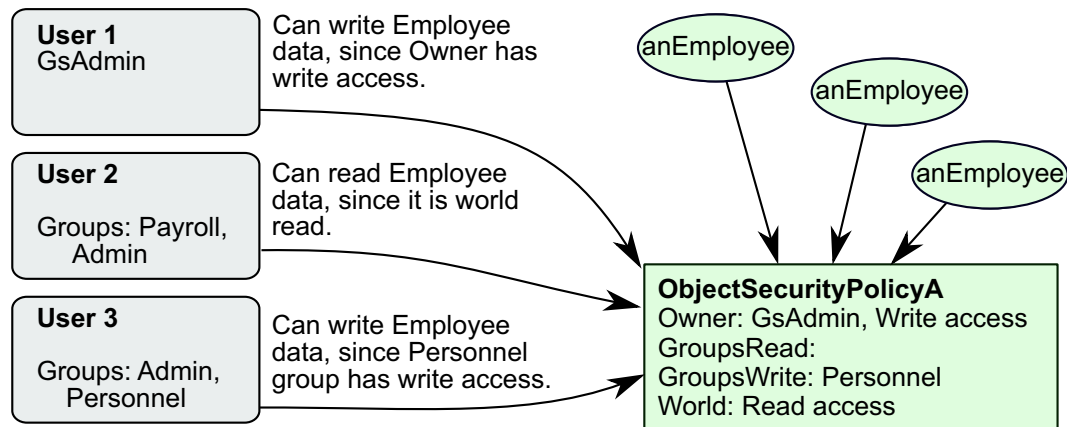 User 1
GsAdmin
Can write Employee
data, since Owner has
write access.
User 2
Groups: Payroll,
Admin
Can read Employee
data, since it is world
read.
User 3
Groups: Admin,
Personnel
Can write Employee
data, since Personnel
group has write access.
anEmployee
anEmployee
anEmployee
ObjectSecurityPolicyA
Owner: GsAdmin, Write access
GroupsRead:
GroupsWrite: Personnel
World: Read access